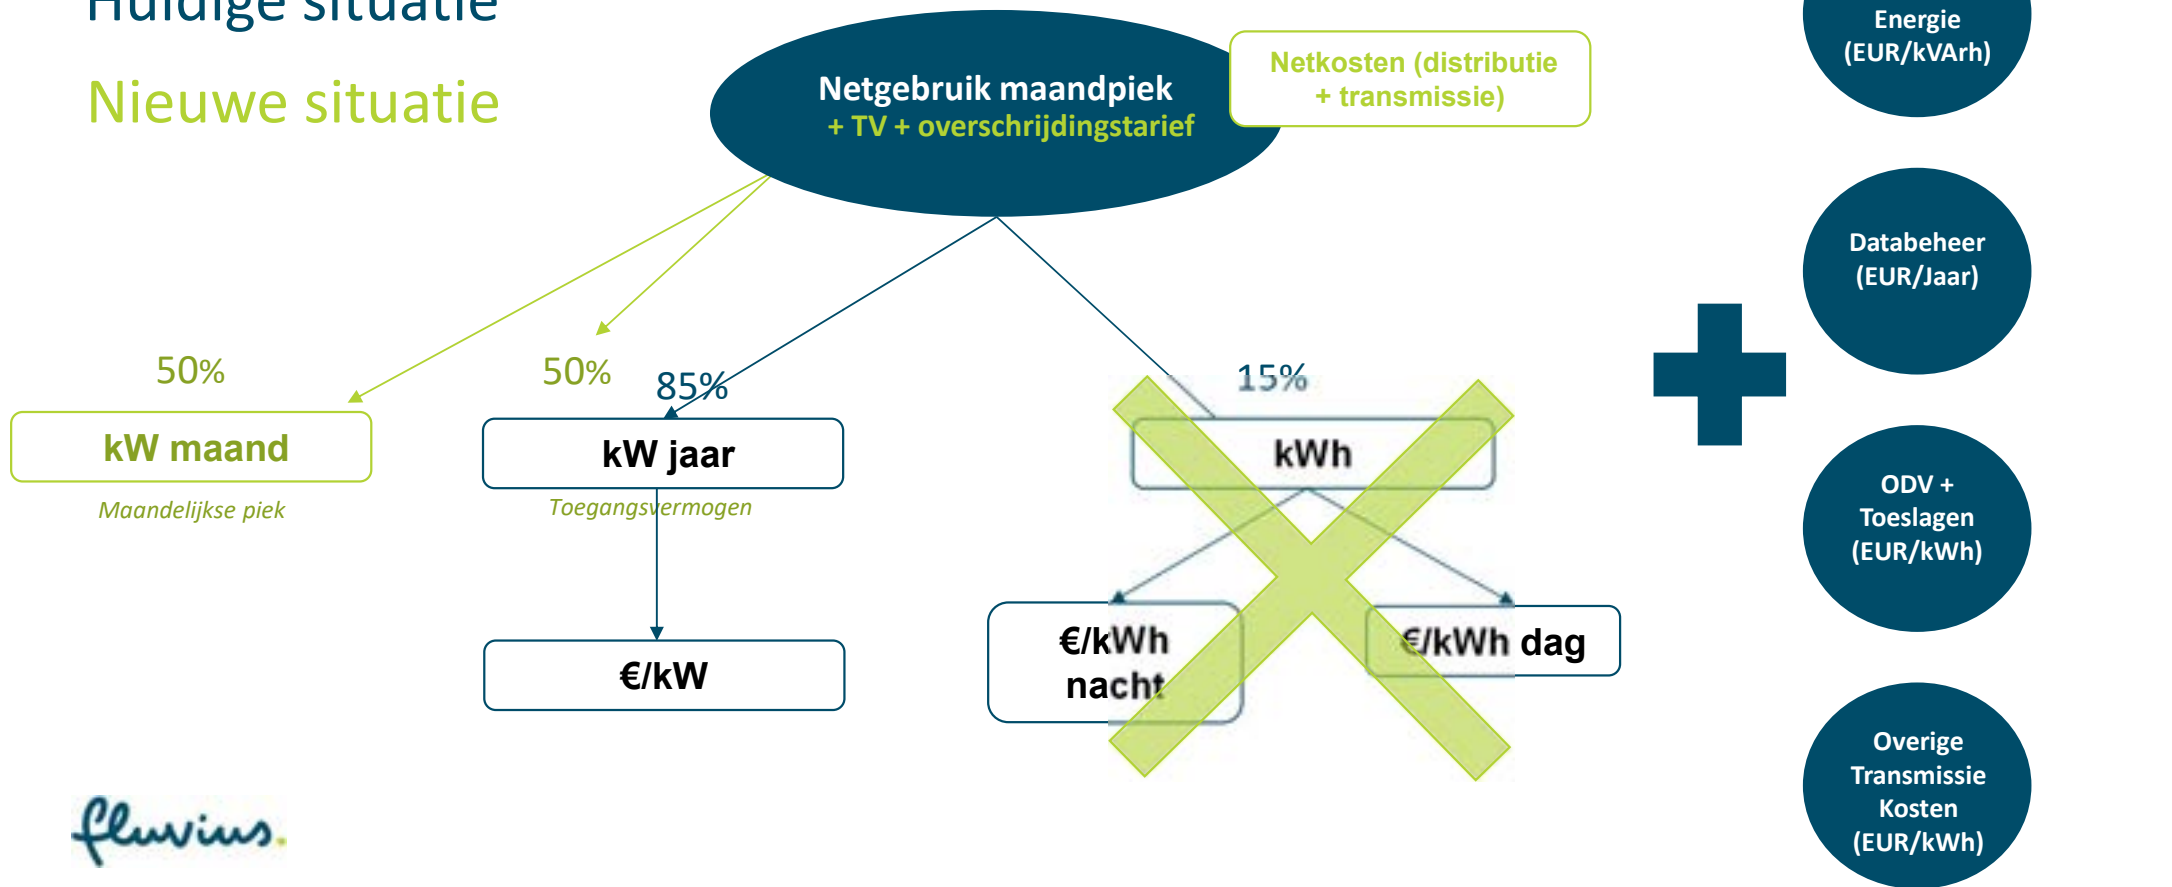 Huidige situatie
Nieuwe situatie
Netgebruik maandpiek
+ TV + overschrijdingstarief
Netkosten (distributie
+ transmissie)
50%
50%
85%
15%
kW maand
Maandelijkse piek
kW jaar
Toegangsvermogen
€/kW
kWh
€/kWh
nacht
€/kWh dag
Energie
(EUR/kVArh)
Databeheer
(EUR/Jaar)
ODV +
Toeslagen
(EUR/kWh)
Overige
Transmissie
Kosten
(EUR/kWh)
fluvius.